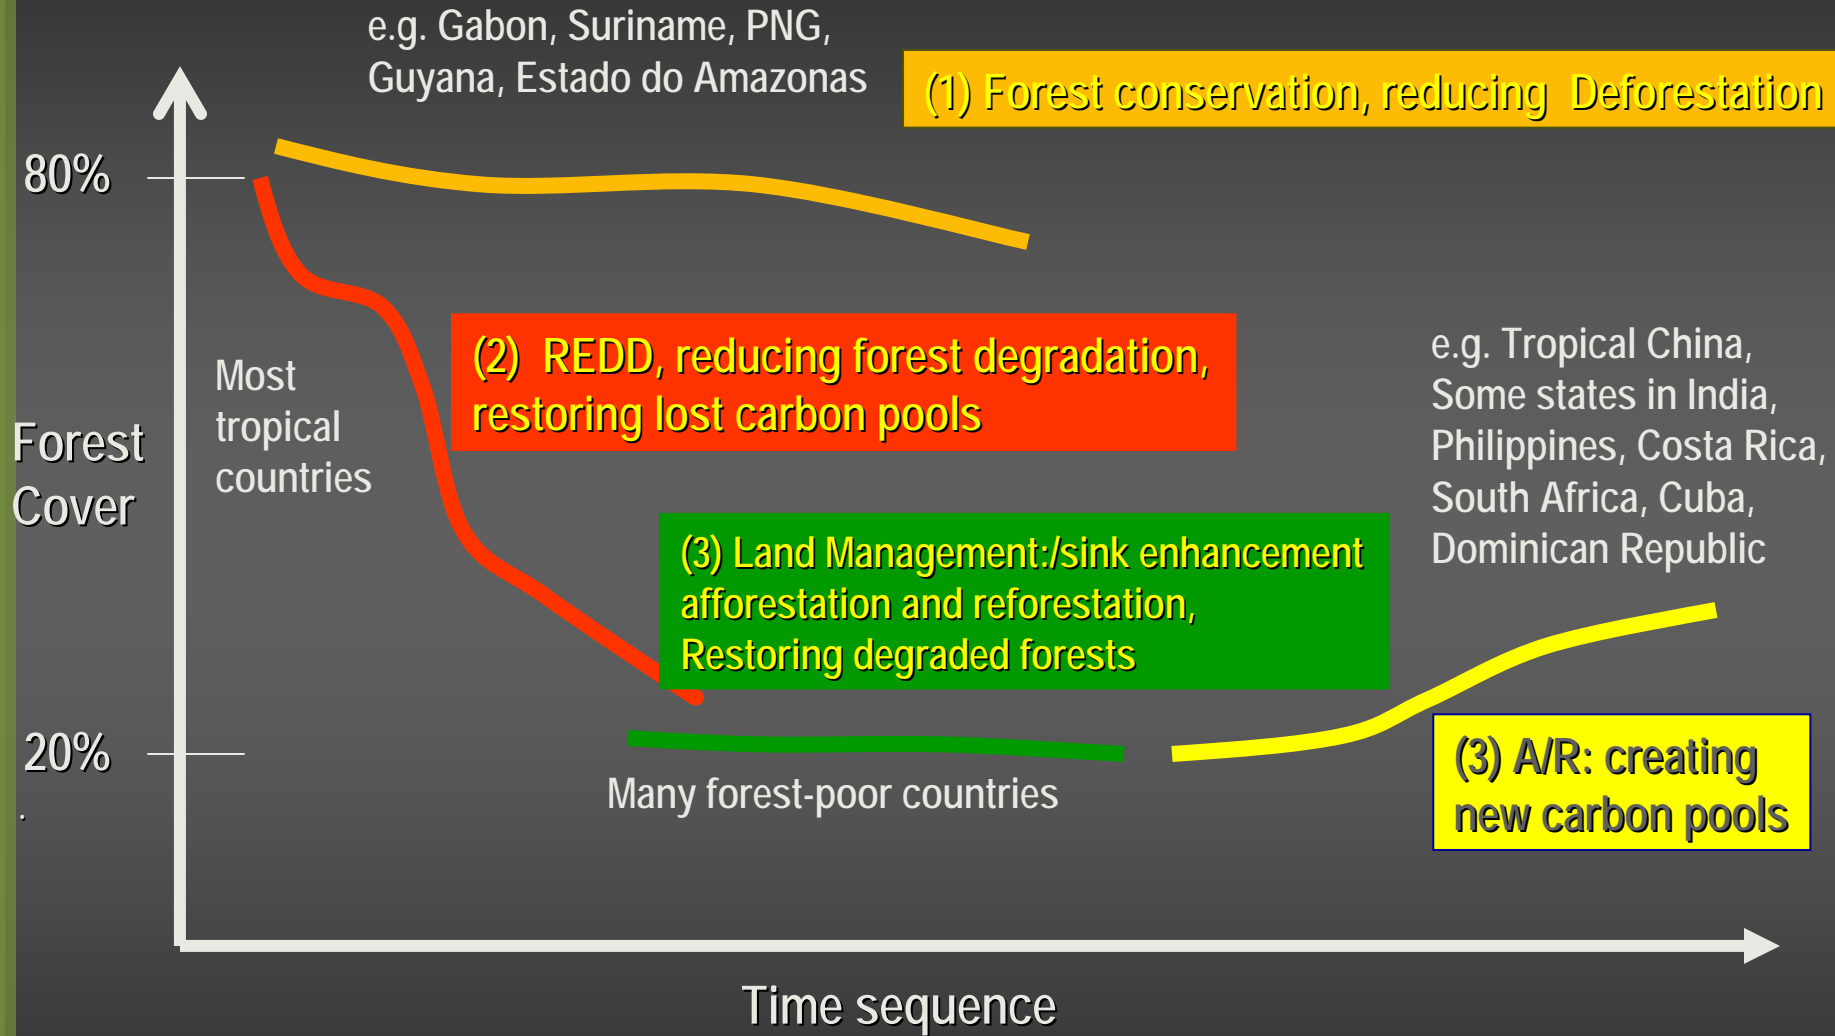 e.g. Gabon, Suriname, PNG,
Guyana, Estado do Amazonas
(1) Forest conservation, reducing  Deforestation
80%
(2)  REDD, reducing forest degradation,
restoring lost carbon pools
Most
tropical
countries
e.g. Tropical China,
Some states in India,
Philippines, Costa Rica,
South Africa, Cuba,
Dominican Republic
Forest
Cover
(3) Land Management:/sink enhancement
afforestation and reforestation,
Restoring degraded forests
20%
.
Many forest-poor countries
(3) A/R: creating
new carbon pools
Time sequence